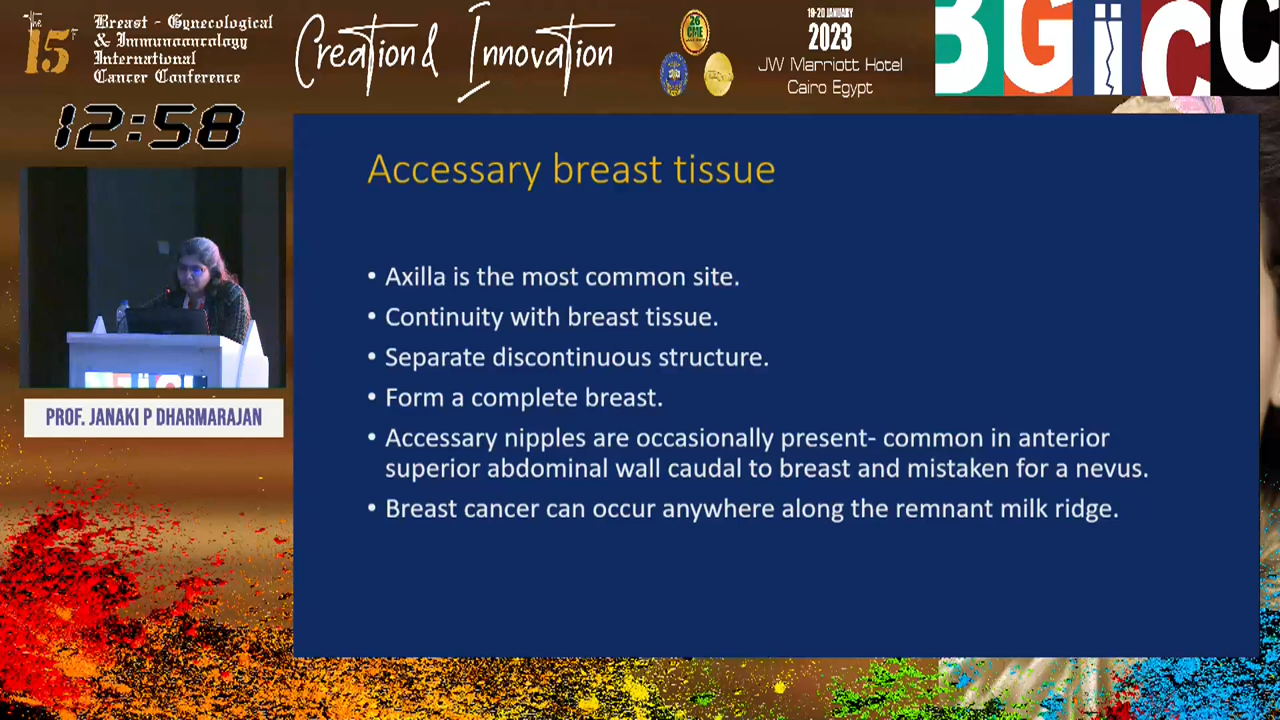 The 15th
Breast - Gynecological
& Immunooncology
International
Cancer Conference
Creation & Innovation
26 CME
19-20 JANUARY
2023
JW Marriott Hotel
Cairo Egypt
BGICC
12:58
PROF. JANAKI P DHARMARAJAN
Accessary breast tissue
• Axilla is the most common site.
• Continuity with breast tissue.
• Separate discontinuous structure.
• Form a complete breast.
• Accessary nipples are occasionally present- common in anterior
superior abdominal wall caudal to breast and mistaken for a nevus.
• Breast cancer can occur anywhere along the remnant milk ridge.